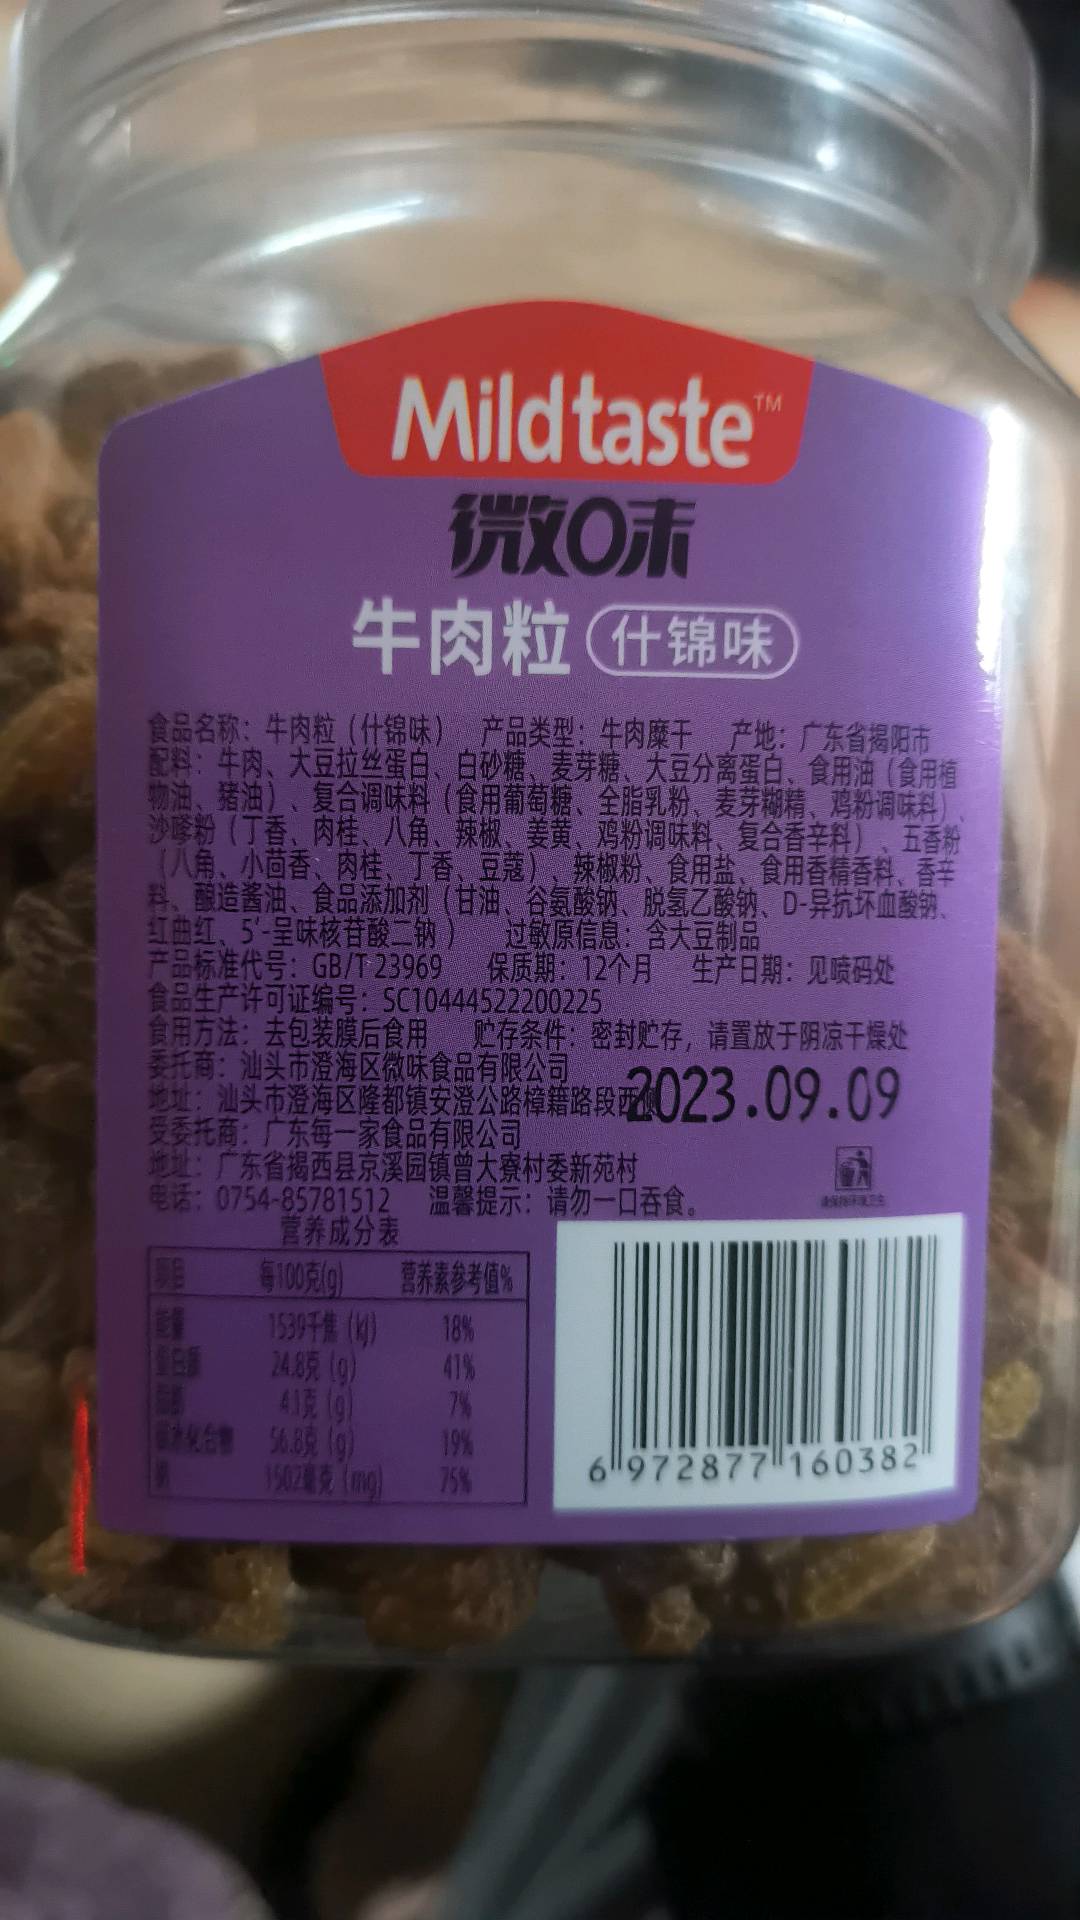 Mildtaste™
微味
牛肉粒 什锦味
食品名称：牛肉粒（什锦味） 产品类型：牛肉糜干 产地：广东省揭阳市
配料：牛肉、大豆拉丝蛋白、白砂糖、麦芽糖、大豆分离蛋白、食用油（食用植
物油、猪油）、复合调味料（食用葡萄糖、全脂乳粉、麦芽糊精、鸡粉调味料）、
沙嗲粉（丁香、肉桂、八角、辣椒、姜黄、鸡粉调味料、复合香辛料）、五香粉
（八角、小茴香、肉桂、丁香、豆蔻）、辣椒粉、食用盐、食用香精香料、香辛
料、酿造酱油、食品添加剂（甘油、谷氨酸钠、脱氢乙酸钠、D-异抗坏血酸钠、
红曲红、5′-呈味核苷酸二钠） 过敏原信息：含大豆制品
产品标准代号：GB/T 23969 保质期：12个月 生产日期：见喷码处
食品生产许可证编号：SC10444522200225
食用方法：去包装膜后食用 贮存条件：密封贮存，请置放于阴凉干燥处
委托商：汕头市澄海区微味食品有限公司
地址：汕头市澄海区隆都镇安澄公路樟籍路段西侧
2023.09.09
受委托商：广东每一家食品有限公司
地址：广东省揭西县京溪园镇曾大寮村委新苑村
电话：0754-85781512 温馨提示：请勿一口吞食。
营养成分表
项目 每100克(g) 营养素参考值%
能量 1539千焦 (kJ) 18%
蛋白质 24.8克 (g) 41%
脂肪 4.1克 (g) 7%
碳水化合物 56.8克 (g) 19%
钠 1502毫克 (mg) 75%
6 972877 160382